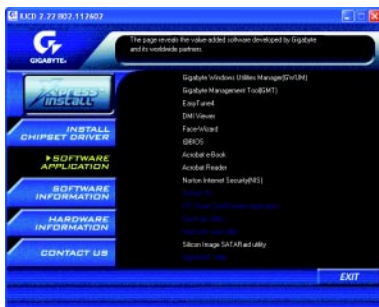 IUCD 2.22 B02.112602
The page reveals the value-added software developed by Gigabyte
and its worldwide partners.
GIGABYTE
Xpress
INSTALL
INSTALL
CHIPSET DRIVER
SOFTWARE
APPLICATION
SOFTWARE
INFORMATION
HARDWARE
INFORMATION
CONTACT US
Gigabyte Windows Utilities Manager(GWUM)
Gigabyte Management Tool(GMT)
EasyTune4
DMI Viewer
Face-Wizard
@BIOS
Acrobat e-Book
Acrobat Reader
Norton Internet Security(NIS)
Silicon Image SATARaid utility
EXIT